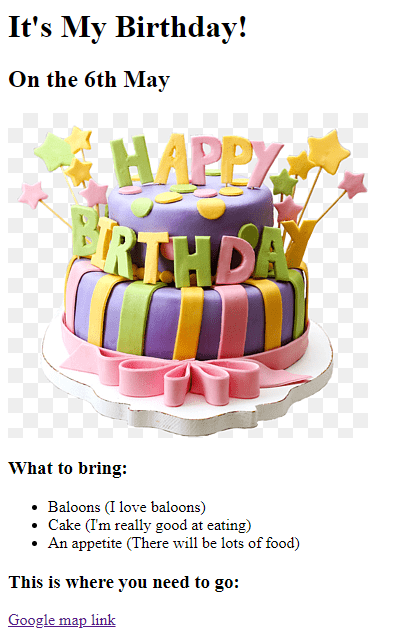 It's My Birthday!
On the 6th May
HAPPY
BIRTHDAY
What to bring:
Baloons (I love baloons)
Cake (I'm really good at eating)
An appetite (There will be lots of food)
This is where you need to go:
Google map link